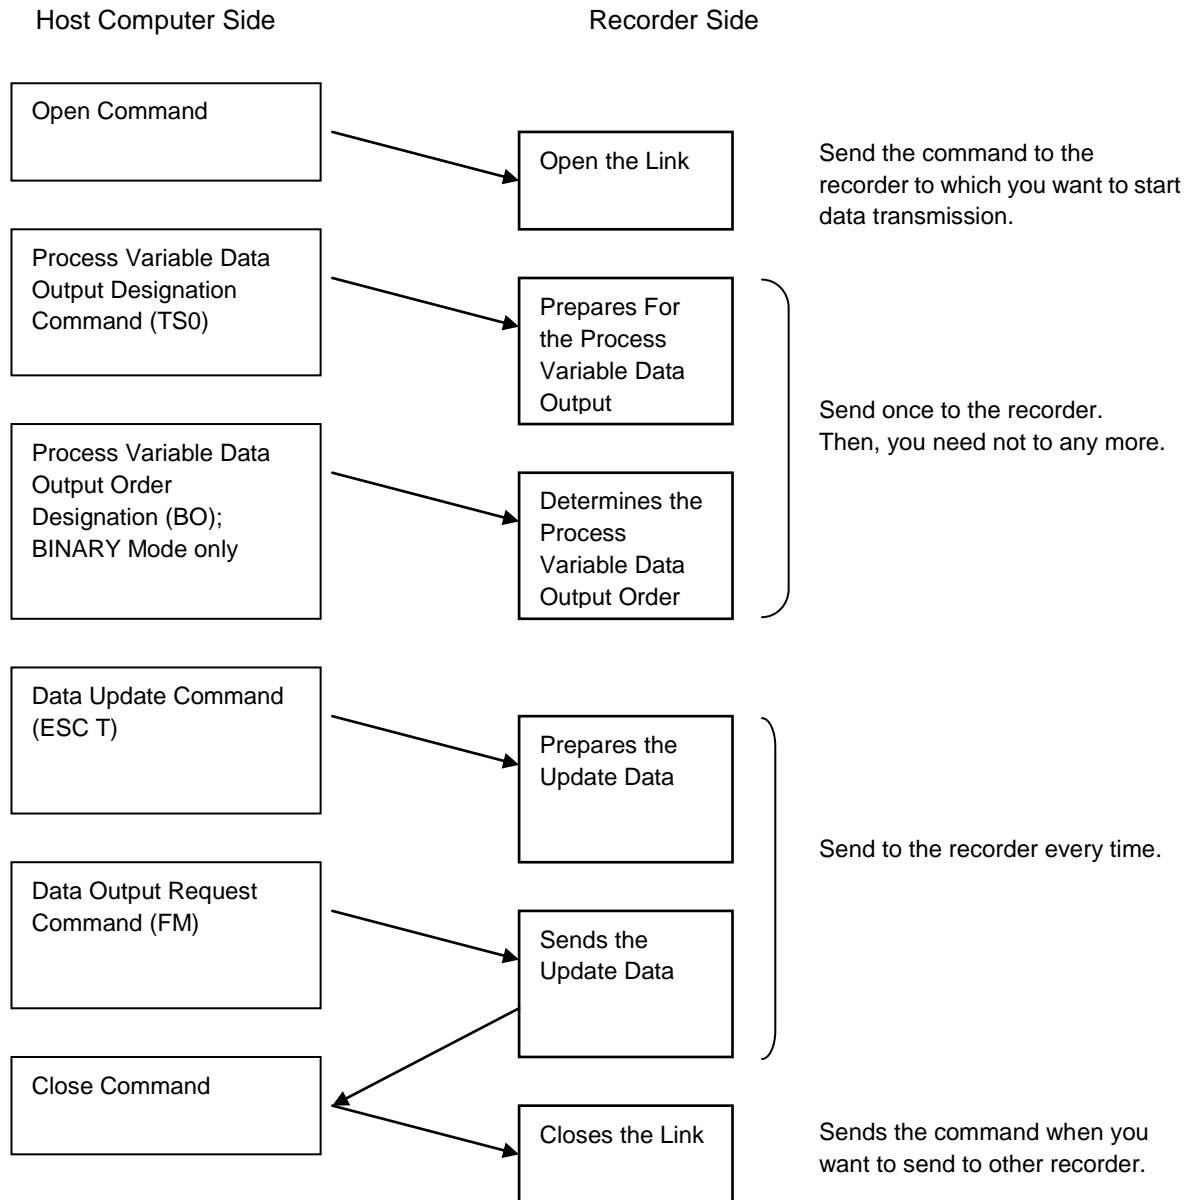 Host Computer Side
Recorder Side
Open Command
Open the Link
Send the command to the
recorder to which you want to start
data transmission.
Process Variable Data
Output Designation
Command (TS0)
Prepares For
the Process
Variable Data
Output
Send once to the recorder.
Then, you need not to any more.
Process Variable Data
Output Order
Designation (BO);
BINARY Mode only
Determines the
Process
Variable Data
Output Order
Data Update Command
(ESC T)
Prepares the
Update Data
Send to the recorder every time.
Data Output Request
Command (FM)
Sends the
Update Data
Close Command
Closes the Link
Sends the command when you
want to send to other recorder.